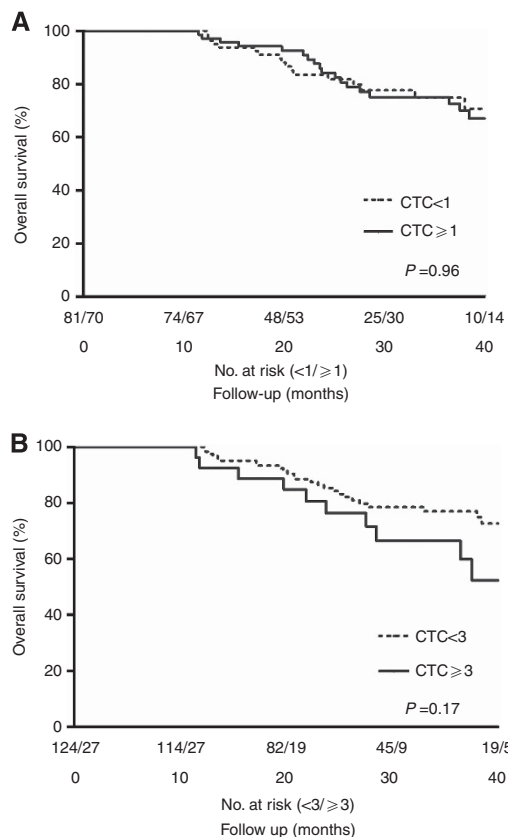 A
100
80
60
40
20
0
Overall survival (%)
CTC<1
CTC⩾1
P=0.96
81/70 74/67 48/53 25/30 10/14
0 10 20 30 40
No. at risk (<1/⩾1)
Follow-up (months)
B
100
80
60
40
20
0
Overall survival (%)
CTC<3
CTC⩾3
P=0.17
124/27 114/27 82/19 45/9 19/5
0 10 20 30 40
No. at risk (<3/⩾3)
Follow up (months)